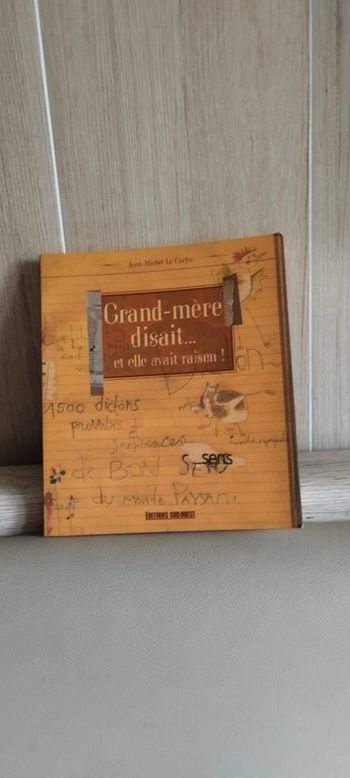 Jean-Michel Le Corfec
Grand-mère
disait...
et elle avait raison !
1500 dictons
proverbes &
sentences
de BON SENS
sens
du monde PAYSAN.
ÉDITIONS SUD OUEST